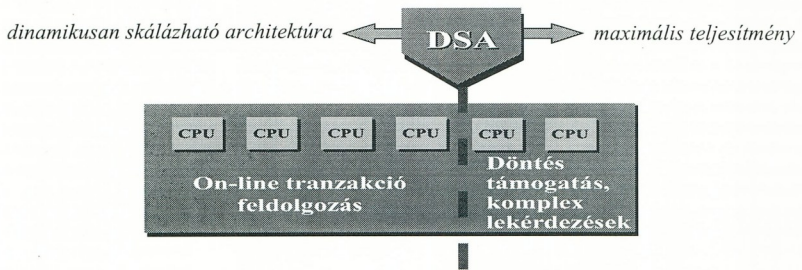 dinamikusan skálázható architektúra
DSA
maximális teljesítmény
CPU CPU CPU CPU CPU CPU
On-line tranzakció
feldolgozás
Döntés
támogatás,
komplex
lekérdezések